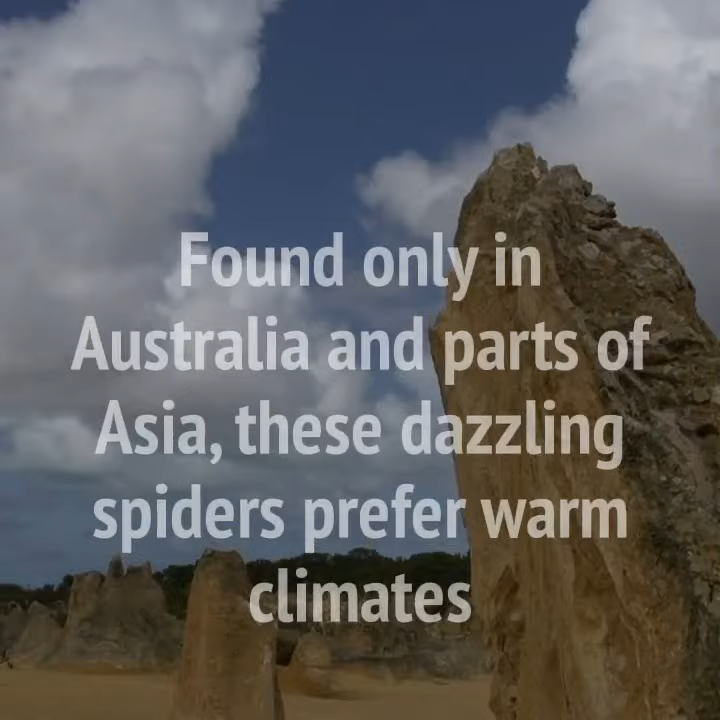 Found only in
Australia and parts of
Asia, these dazzling
spiders prefer warm
climates